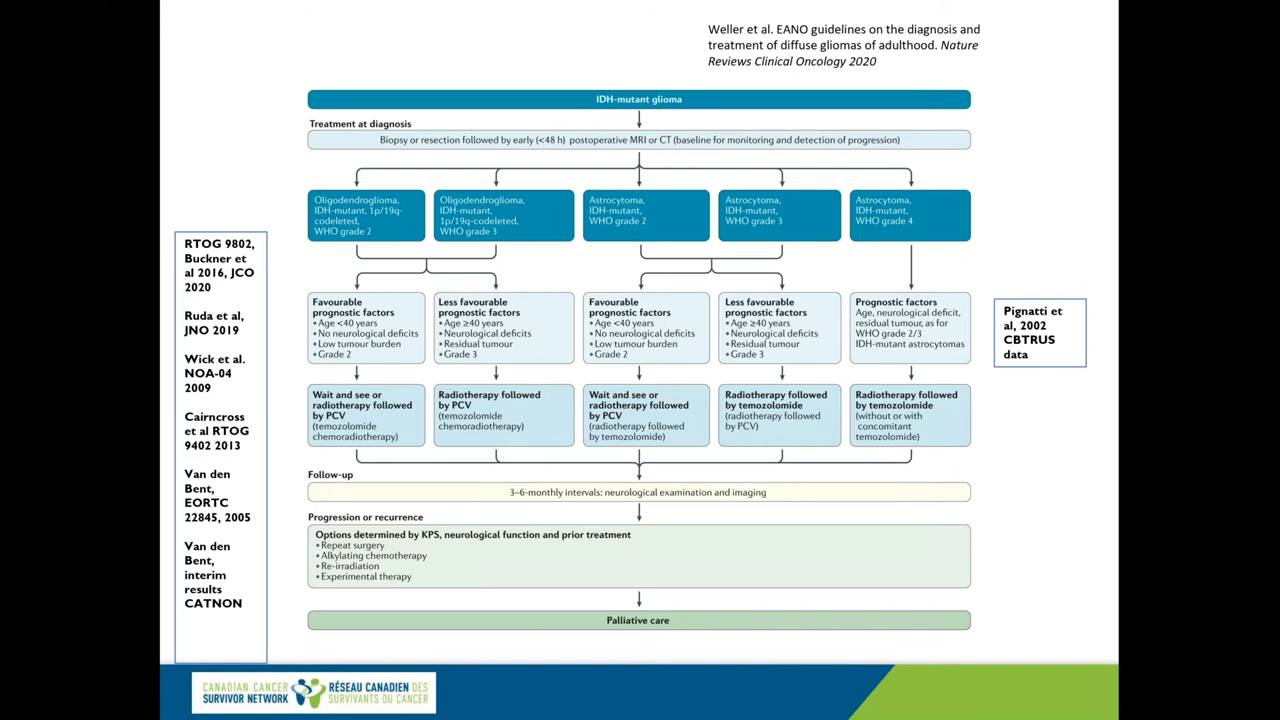 Weller et al. EANO guidelines on the diagnosis and
treatment of diffuse gliomas of adulthood. Nature
Reviews Clinical Oncology 2020
IDH-mutant glioma
Treatment at diagnosis
Biopsy or resection followed by early (<48 h) postoperative MRI or CT (baseline for monitoring and detection of progression)
Oligodendroglioma,
IDH-mutant, 1p/19q-
codeleted,
WHO grade 2
Oligodendroglioma,
IDH-mutant,
1p/19q-codeleted,
WHO grade 3
Astrocytoma,
IDH-mutant,
WHO grade 2
Astrocytoma,
IDH-mutant,
WHO grade 3
Astrocytoma,
IDH-mutant,
WHO grade 4
RTOG 9802,
Buckner et
al 2016, JCO
2020
Ruda et al,
JNO 2019
Wick et al.
NOA-04
2009
Cairncross
et al RTOG
9402 2013
Van den
Bent,
EORTC
22845, 2005
Van den
Bent,
interim
results
CATNON
Favourable
prognostic factors
• Age <40 years
• No neurological deficits
• Low tumour burden
• Grade 2
Less favourable
prognostic factors
• Age ≥40 years
• Neurological deficits
• Residual tumour
• Grade 3
Favourable
prognostic factors
• Age <40 years
• No neurological deficits
• Low tumour burden
• Grade 2
Less favourable
prognostic factors
• Age ≥40 years
• Neurological deficits
• Residual tumour
• Grade 3
Prognostic factors
Age, neurological deficit,
residual tumour, as for
WHO grade 2/3
IDH-mutant astrocytomas
Pignatti et
al, 2002
CBTRUS
data
Wait and see or
radiotherapy followed
by PCV
(temozolomide
chemoradiotherapy)
Radiotherapy followed
by PCV
(temozolomide
chemoradiotherapy)
Wait and see or
radiotherapy followed
by PCV
(radiotherapy followed
by temozolomide)
Radiotherapy followed
by temozolomide
(radiotherapy followed
by PCV)
Radiotherapy followed
by temozolomide
(without or with
concomitant
temozolomide)
Follow-up
3–6-monthly intervals: neurological examination and imaging
Progression or recurrence
Options determined by KPS, neurological function and prior treatment
• Repeat surgery
• Alkylating chemotherapy
• Re-irradiation
• Experimental therapy
Palliative care
CANADIAN CANCER
SURVIVOR NETWORK
RÉSEAU CANADIEN DES
SURVIVANTS DU CANCER